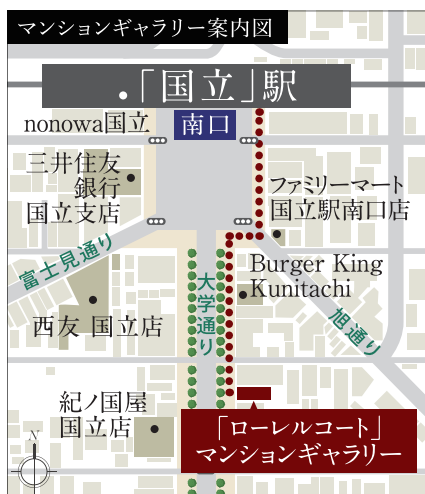 マンションギャラリー案内図
「国立」駅
nonowa国立
南口
三井住友
銀行
国立支店
ファミリーマート
国立駅南口店
富士見通り
大学通り
Burger King
Kunitachi
旭通り
西友 国立店
紀ノ国屋
国立店
「ローレルコート」
マンションギャラリー
N